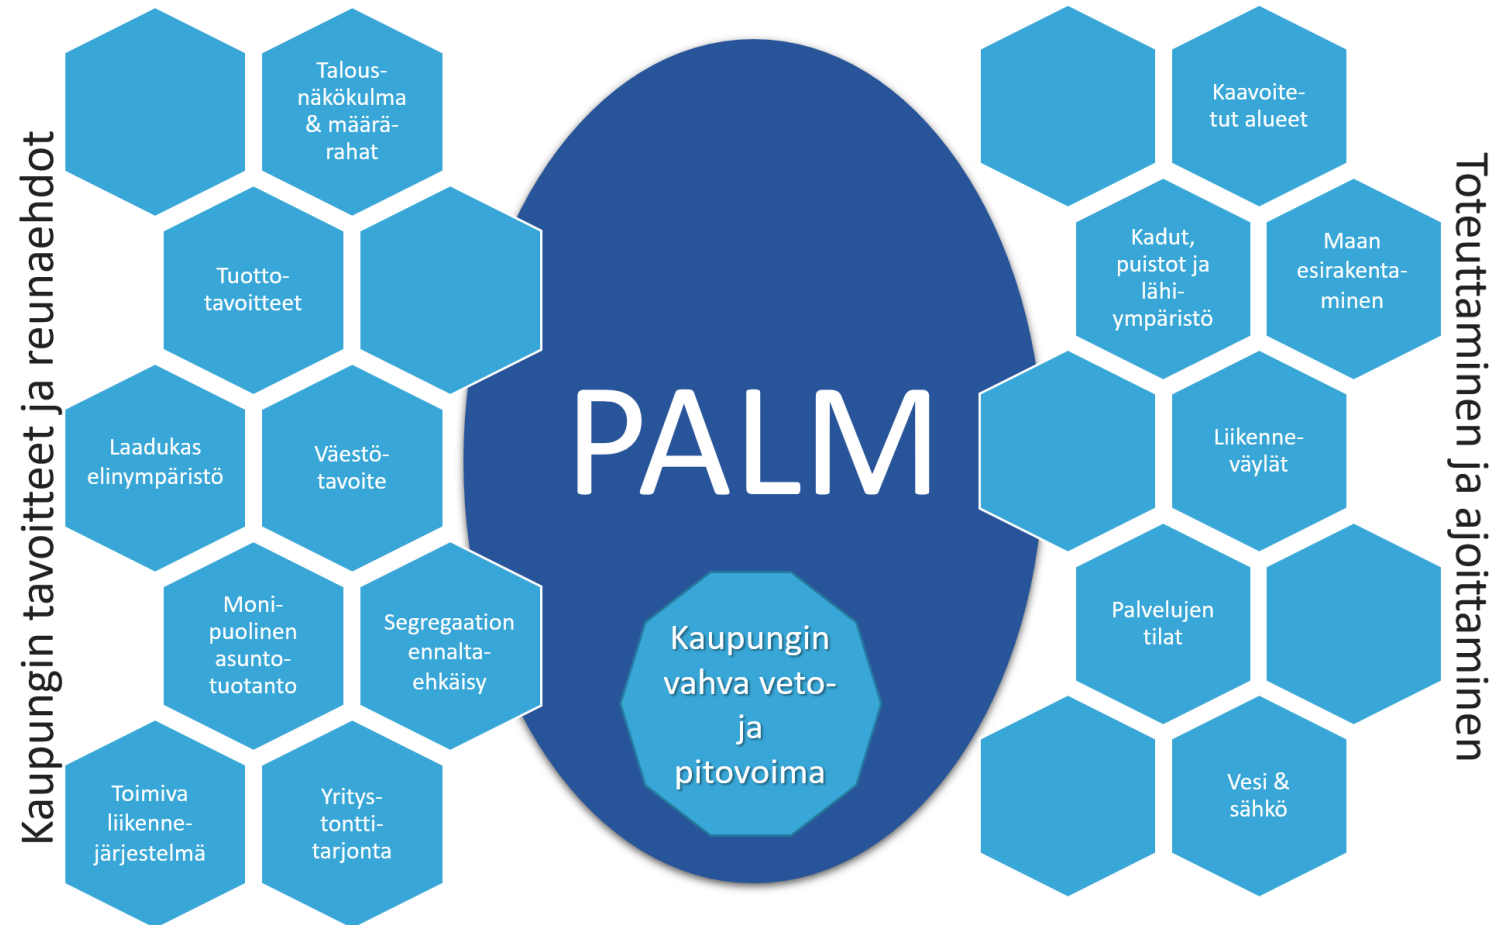 Kaupungin tavoitteet ja reunaehdot
Talous-
näkökulma
& määrä-
rahat
Tuotto-
tavoitteet
Laadukas
elinympäristö
Väestö-
tavoite
Moni-
puolinen
asunto-
tuotanto
Segregaation
ennalta-
ehkäisy
Toimiva
liikenne-
järjestelmä
Yritys-
tontti-
tarjonta
PALM
Kaupungin
vahva veto-
ja
pitovoima
Kaavoite-
tut alueet
Kadut,
puistot ja
lähi-
ympäristö
Maan
esirakenta-
minen
Liikenne-
väylät
Palvelujen
tilat
Vesi &
sähkö
Toteuttaminen ja ajoittaminen